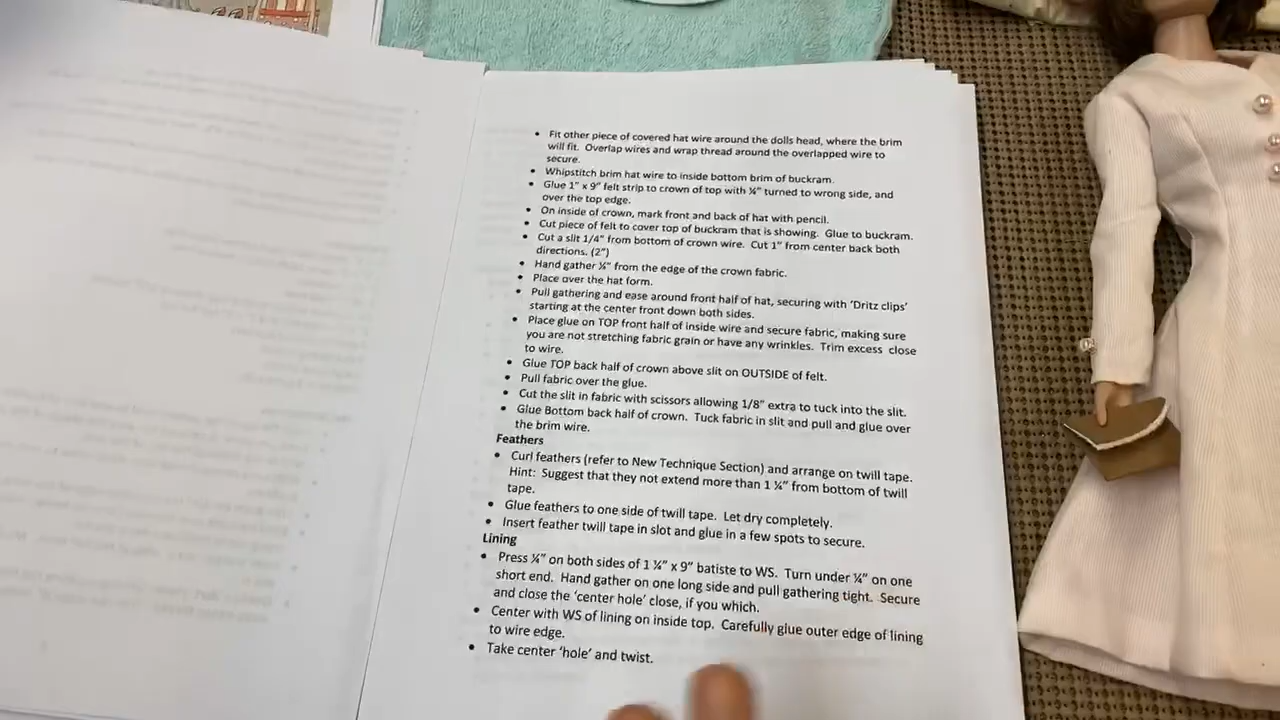 • Fit other piece of covered hat wire around the dolls head, where the brim
will fit.  Overlap wires and wrap thread around the overlapped wire to
secure.
• Whipstitch brim hat wire to inside bottom brim of buckram.
• Glue 1" x 9" felt strip to crown of top with ¼" turned to wrong side, and
over the top edge.
• On inside of crown, mark front and back of hat with pencil.
• Cut piece of felt to cover top of buckram that is showing.  Glue to buckram.
• Cut a slit 1/4" from bottom of crown wire.  Cut 1" from center back both
directions. (2")
• Hand gather ¼" from the edge of the crown fabric.
• Place over the hat form.
• Pull gathering and ease around front half of hat, securing with 'Dritz clips'
starting at the center front down both sides.
• Place glue on TOP front half of inside wire and secure fabric, making sure
you are not stretching fabric grain or have any wrinkles.  Trim excess close
to wire.
• Glue TOP back half of crown above slit on OUTSIDE of felt.
• Pull fabric over the glue.
• Cut the slit in fabric with scissors allowing 1/8" extra to tuck into the slit.
• Glue Bottom back half of crown.  Tuck fabric in slit and pull and glue over
the brim wire.
Feathers
• Curl feathers (refer to New Technique Section) and arrange on twill tape.
Hint:  Suggest that they not extend more than 1 ¼" from bottom of twill
tape.
• Glue feathers to one side of twill tape.  Let dry completely.
• Insert feather twill tape in slot and glue in a few spots to secure.
Lining
• Press ¼" on both sides of 1 ¼" x 9" batiste to WS.  Turn under ¼" on one
short end.  Hand gather on one long side and pull gathering tight.  Secure
and close the 'center hole' close, if you which.
• Center with WS of lining on inside top.  Carefully glue outer edge of lining
to wire edge.
• Take center 'hole' and twist.